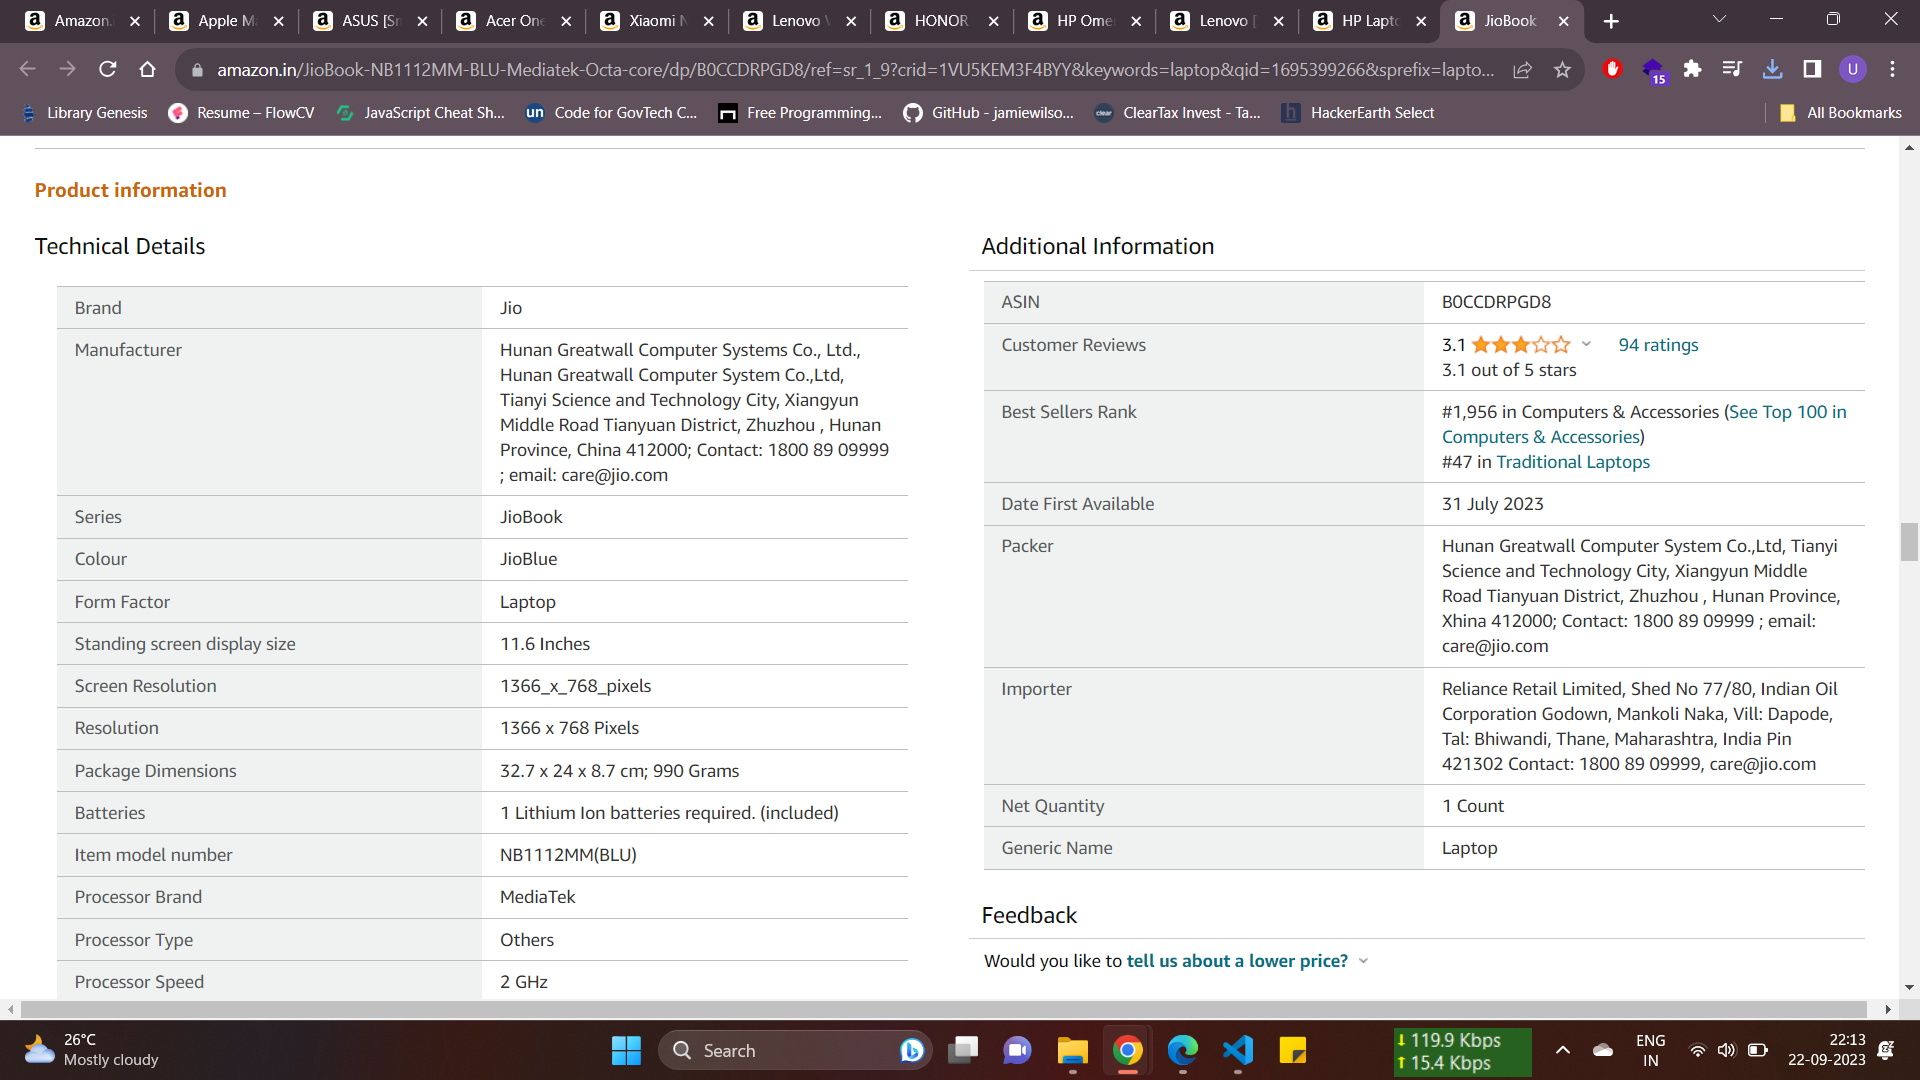 Amazon.
Apple Ma
ASUS [Sm
Acer One
Xiaomi N
Lenovo V
HONOR
HP Ome
Lenovo [
HP Lapto
JioBook
amazon.in/JioBook-NB1112MM-BLU-Mediatek-Octa-core/dp/B0CCDRPGD8/ref=sr_1_9?crid=1VU5KEM3F4BYY&keywords=laptop&qid=1695399266&sprefix=lapto...
15
U
Library Genesis
Resume – FlowCV
JavaScript Cheat Sh...
un Code for GovTech C...
Free Programming...
GitHub - jamiewilso...
clear ClearTax Invest - Ta...
h HackerEarth Select
All Bookmarks
Product information
Technical Details
Brand Jio
Manufacturer Hunan Greatwall Computer Systems Co., Ltd.,
Hunan Greatwall Computer System Co.,Ltd,
Tianyi Science and Technology City, Xiangyun
Middle Road Tianyuan District, Zhuzhou , Hunan
Province, China 412000; Contact: 1800 89 09999
; email: care@jio.com
Series JioBook
Colour JioBlue
Form Factor Laptop
Standing screen display size 11.6 Inches
Screen Resolution 1366_x_768_pixels
Resolution 1366 x 768 Pixels
Package Dimensions 32.7 x 24 x 8.7 cm; 990 Grams
Batteries 1 Lithium Ion batteries required. (included)
Item model number NB1112MM(BLU)
Processor Brand MediaTek
Processor Type Others
Processor Speed 2 GHz
Additional Information
ASIN B0CCDRPGD8
Customer Reviews 3.1 94 ratings
3.1 out of 5 stars
Best Sellers Rank #1,956 in Computers & Accessories (See Top 100 in
Computers & Accessories)
#47 in Traditional Laptops
Date First Available 31 July 2023
Packer Hunan Greatwall Computer System Co.,Ltd, Tianyi
Science and Technology City, Xiangyun Middle
Road Tianyuan District, Zhuzhou , Hunan Province,
Xhina 412000; Contact: 1800 89 09999 ; email:
care@jio.com
Importer Reliance Retail Limited, Shed No 77/80, Indian Oil
Corporation Godown, Mankoli Naka, Vill: Dapode,
Tal: Bhiwandi, Thane, Maharashtra, India Pin
421302 Contact: 1800 89 09999, care@jio.com
Net Quantity 1 Count
Generic Name Laptop
Feedback
Would you like to tell us about a lower price?
26°C
Mostly cloudy
Search
119.9 Kbps
15.4 Kbps
ENG
IN
22:13
22-09-2023